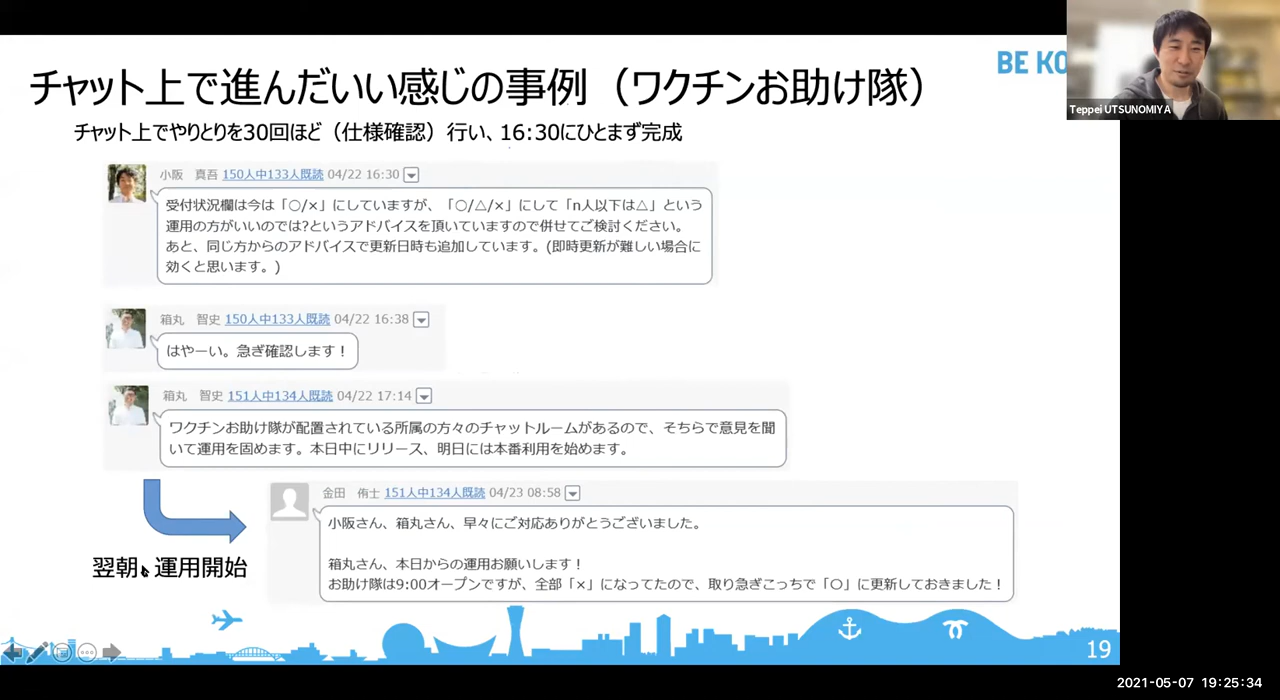 チャット上で進んだいい感じの事例（ワクチンお助け隊）
BE KO
Teppei UTSUNOMIYA
チャット上でやりとりを30回ほど（仕様確認）行い、16:30にひとまず完成
小阪　真吾 150人中133人既読 04/22 16:30
受付状況欄は今は「○/×」にしていますが、「○/△/×」にして「n人以下は△」という
運用の方がいいのでは?というアドバイスを頂いていますので併せてご検討ください。
あと、同じ方からのアドバイスで更新日時も追加しています。(即時更新が難しい場合に
効くと思います。)
箱丸　智史 150人中133人既読 04/22 16:38
はやーい。急ぎ確認します！
箱丸　智史 151人中134人既読 04/22 17:14
ワクチンお助け隊が配置されている所属の方々のチャットルームがあるので、そちらで意見を聞
いて運用を固めます。本日中にリリース、明日には本番利用を始めます。
金田　侑士 151人中134人既読 04/23 08:58
小阪さん、箱丸さん、早々にご対応ありがとうございました。
箱丸さん、本日からの運用お願いします！
お助け隊は9:00オープンですが、全部「×」になってたので、取り急ぎこっちで「○」に更新しておきました！
翌朝、運用開始
19
2021-05-07 19:25:34